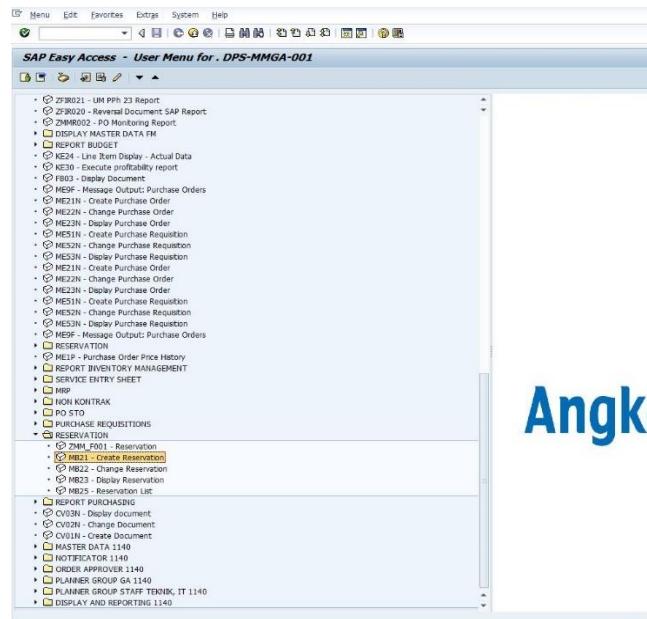 Menu Edit Favorites Extras System Help
SAP Easy Access - User Menu for . DPS-MMGA-001
ZFIR021 - UM PPh 23 Report
ZFIR020 - Reversal Document SAP Report
ZMMR002 - PO Monitoring Report
DISPLAY MASTER DATA FM
REPORT BUDGET
KE24 - Line Item Display - Actual Data
KE30 - Execute profitability report
FB03 - Display Document
ME9F - Message Output: Purchase Orders
ME21N - Create Purchase Order
ME22N - Change Purchase Order
ME23N - Display Purchase Order
ME51N - Create Purchase Requisition
ME52N - Change Purchase Requisition
ME53N - Display Purchase Requisition
ME21N - Create Purchase Order
ME22N - Change Purchase Order
ME23N - Display Purchase Order
ME51N - Create Purchase Requisition
ME52N - Change Purchase Requisition
ME53N - Display Purchase Requisition
ME9F - Message Output: Purchase Orders
RESERVATION
ME1P - Purchase Order Price History
REPORT INVENTORY MANAGEMENT
SERVICE ENTRY SHEET
MRP
NON KONTRAK
PO STO
PURCHASE REQUISITIONS
RESERVATION
ZMM_F001 - Reservation
MB21 - Create Reservation
MB22 - Change Reservation
MB23 - Display Reservation
MB25 - Reservation List
REPORT PURCHASING
CV03N - Display document
CV02N - Change Document
CV01N - Create Document
MASTER DATA 1140
NOTIFICATOR 1140
ORDER APPROVER 1140
PLANNER GROUP GA 1140
PLANNER GROUP STAFF TEKNIK, IT 1140
DISPLAY AND REPORTING 1140
Angk